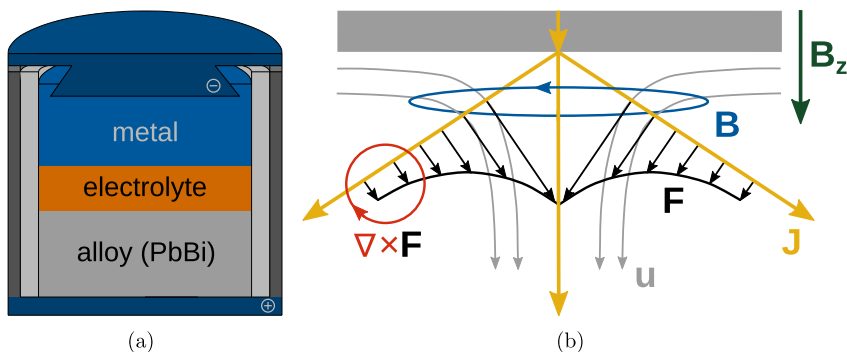 ⊖
metal
electrolyte
alloy (PbBi)
⊕
(a)
B_z
B
F
∇×F
J
u
(b)